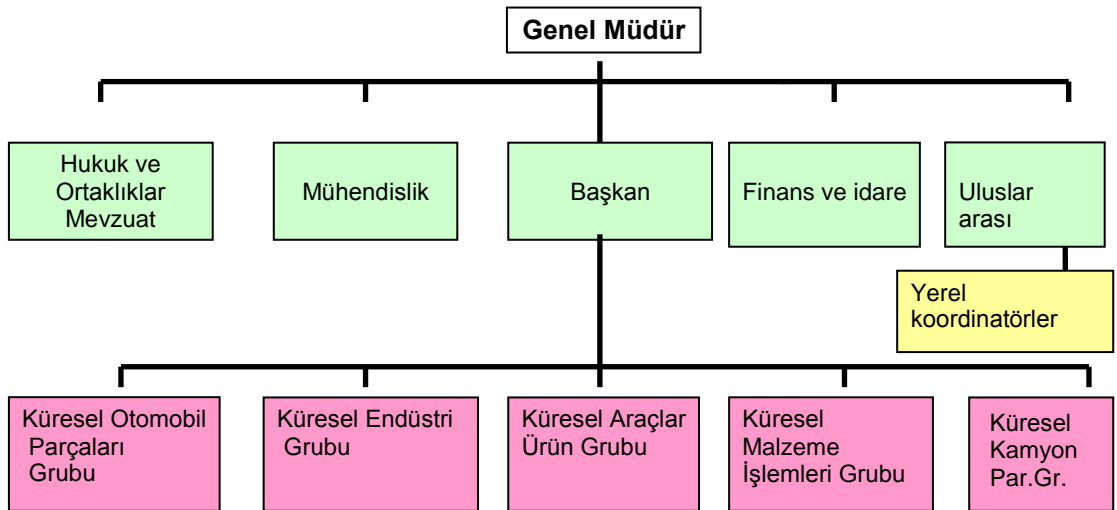 Genel Müdür
Hukuk ve
Ortaklıklar
Mevzuat
Mühendislik
Başkan
Finans ve idare
Uluslar
arası
Yerel
koordinatörler
Küresel Otomobil
Parçaları
Grubu
Küresel Endüstri
Grubu
Küresel Araçlar
Ürün Grubu
Küresel
Malzeme
İşlemleri Grubu
Küresel
Kamyon
Par.Gr.